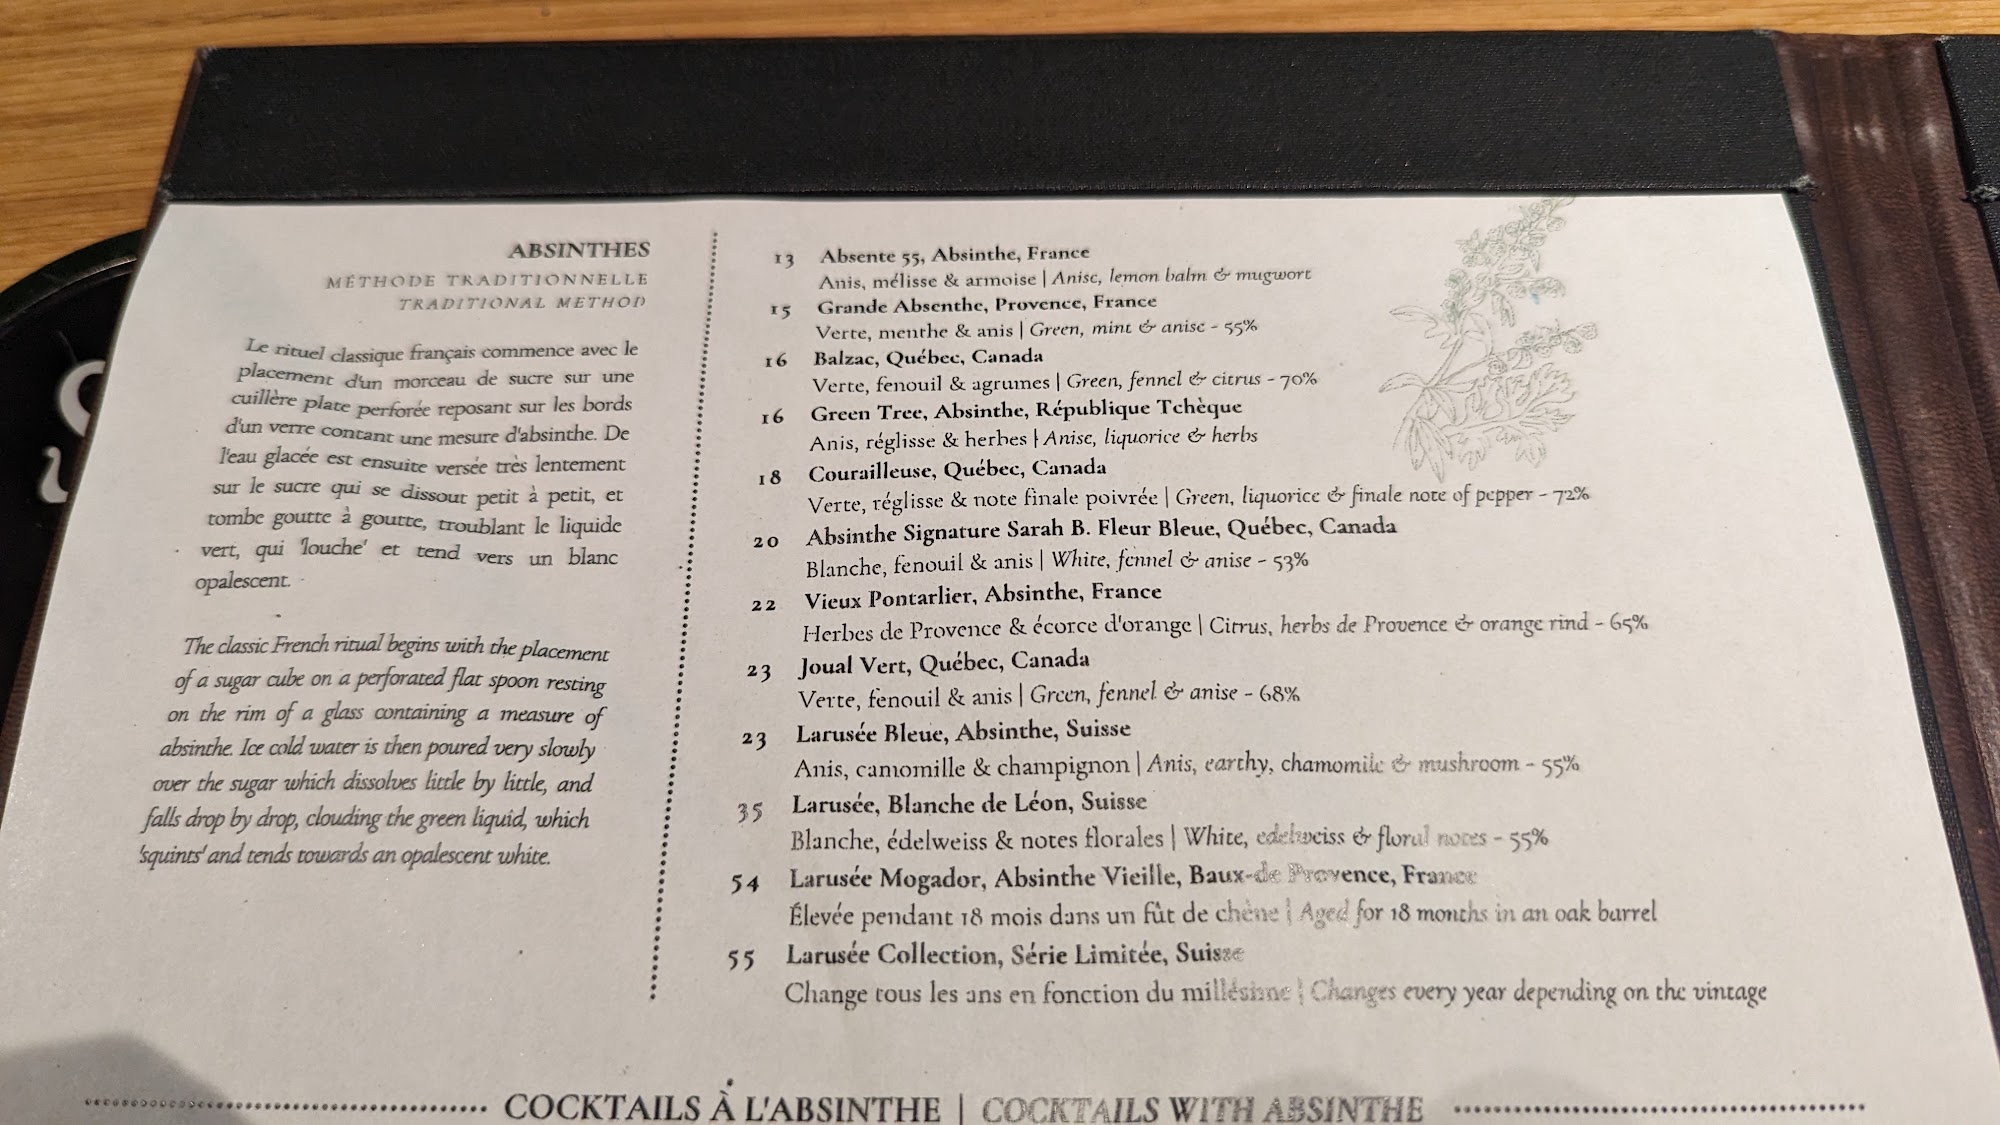 ABSINTHES
MÉTHODE TRADITIONNELLE
TRADITIONAL METHOD
Le rituel classique français commence avec le
placement d'un morceau de sucre sur une
cuillère plate perforée reposant sur les bords
d'un verre contant une mesure d'absinthe. De
l'eau glacée est ensuite versée très lentement
sur le sucre qui se dissout petit à petit, et
tombe goutte à goutte, troublant le liquide
vert, qui 'louche' et tend vers un blanc
opalescent.
The classic French ritual begins with the placement
of a sugar cube on a perforated flat spoon resting
on the rim of a glass containing a measure of
absinthe. Ice cold water is then poured very slowly
over the sugar which dissolves little by little, and
falls drop by drop, clouding the green liquid, which
'squints' and tends towards an opalescent white.
13 Absente 55, Absinthe, France
Anis, mélisse & armoise | Anise, lemon balm & mugwort
15 Grande Absenthe, Provence, France
Verte, menthe & anis | Green, mint & anise - 55%
16 Balzac, Québec, Canada
Verte, fenouil & agrumes | Green, fennel & citrus - 70%
16 Green Tree, Absinthe, République Tchèque
Anis, réglisse & herbes | Anise, liquorice & herbs
18 Courailleuse, Québec, Canada
Verte, réglisse & note finale poivrée | Green, liquorice & finale note of pepper - 72%
20 Absinthe Signature Sarah B. Fleur Bleue, Québec, Canada
Blanche, fenouil & anis | White, fennel & anise - 53%
22 Vieux Pontarlier, Absinthe, France
Herbes de Provence & écorce d'orange | Citrus, herbs de Provence & orange rind - 65%
23 Joual Vert, Québec, Canada
Verte, fenouil & anis | Green, fennel & anise - 68%
23 Larusée Bleue, Absinthe, Suisse
Anis, camomille & champignon | Anis, earthy, chamomile & mushroom - 55%
35 Larusée, Blanche de Léon, Suisse
Blanche, édelweiss & notes florales | White, edelweiss & floral notes - 55%
54 Larusée Mogador, Absinthe Vieille, Baux-de Provence, France
Élevée pendant 18 mois dans un fût de chêne | Aged for 18 months in an oak barrel
55 Larusée Collection, Série Limitée, Suisse
Change tous les ans en fonction du millésime | Changes every year depending on the vintage
COCKTAILS À L'ABSINTHE | COCKTAILS WITH ABSINTHE